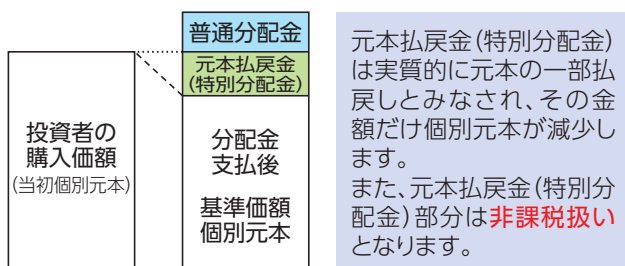 投資者の
購入価額
(当初個別元本)
普通分配金
元本払戻金
(特別分配金)
分配金
支払後
基準価額
個別元本
元本払戻金(特別分配金)
は実質的に元本の一部払
戻しとみなされ、その金
額だけ個別元本が減少し
ます。
また、元本払戻金(特別分
配金)部分は非課税扱い
となります。